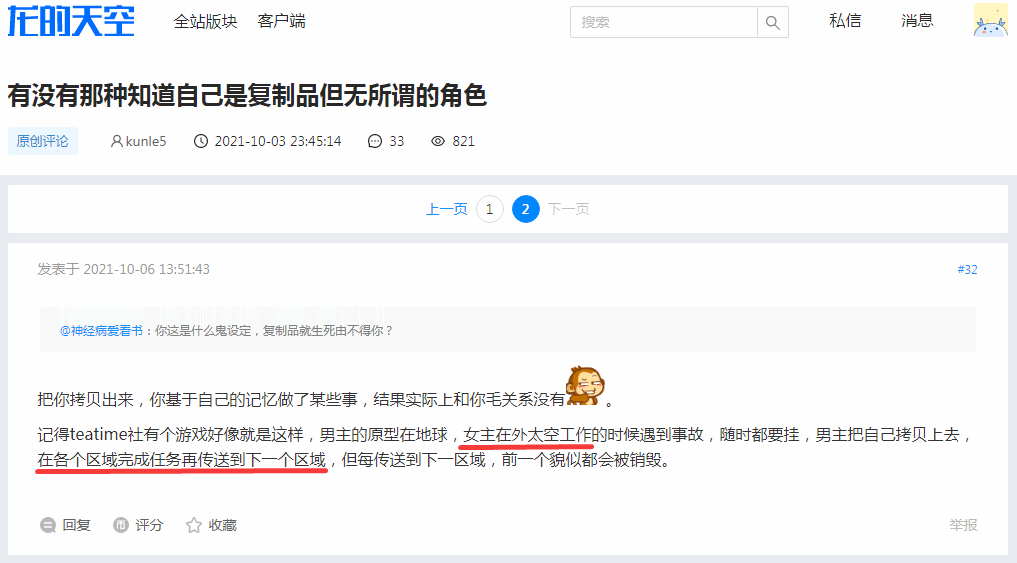 龙的天空
全站版块 客户端
搜索
私信 消息
有没有那种知道自己是复制品但无所谓的角色
原创评论 kunle5 2021-10-03 23:45:14 33 821
上一页 1 2 下一页
发表于 2021-10-06 13:51:43 #32
@神经病爱看书：你这是什么鬼设定，复制品就生死由不得你？
把你拷贝出来，你基于自己的记忆做了某些事，结果实际上和你毛关系没有。
记得teatime社有个游戏好像就是这样，男主的原型在地球，女主在外太空工作的时候遇到事故，随时都要挂，男主把自己拷贝上去，
在各个区域完成任务再传送到下一个区域，但每传送到下一区域，前一个貌似都会被销毁。
回复 评分 收藏 举报